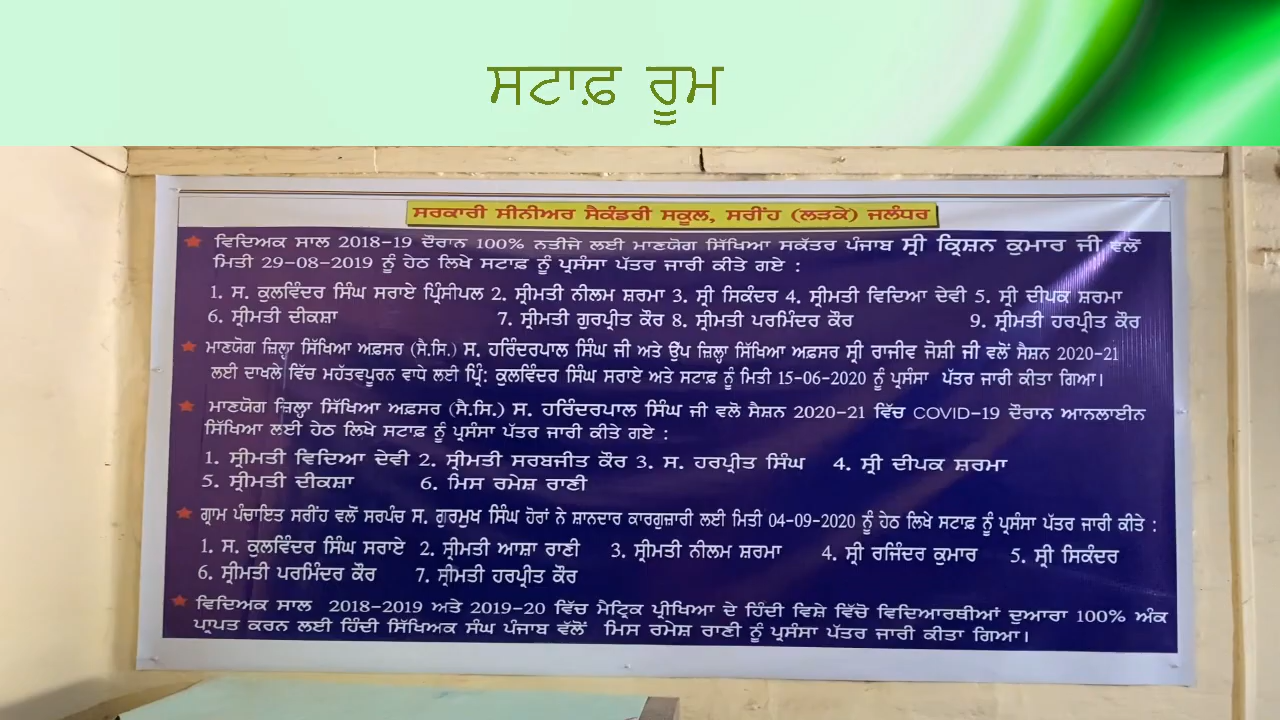 ਸਟਾਫ਼ ਰੂਮ
ਸਰਕਾਰੀ ਸੀਨੀਅਰ ਸੈਕੰਡਰੀ ਸਕੂਲ, ਸਰੀਂਹ (ਲੜਕੇ) ਜਲੰਧਰ
ਵਿਦਿਅਕ ਸਾਲ 2018-19 ਦੌਰਾਨ 100% ਨਤੀਜੇ ਲਈ ਮਾਣਯੋਗ ਸਿੱਖਿਆ ਸਕੱਤਰ ਪੰਜਾਬ ਸ੍ਰੀ ਕ੍ਰਿਸ਼ਨ ਕੁਮਾਰ ਜੀ ਵਲੋਂ
ਮਿਤੀ 29-08-2019 ਨੂੰ ਹੇਠ ਲਿਖੇ ਸਟਾਫ਼ ਨੂੰ ਪ੍ਰਸੰਸਾ ਪੱਤਰ ਜਾਰੀ ਕੀਤੇ ਗਏ :
1. ਸ. ਕੁਲਵਿੰਦਰ ਸਿੰਘ ਸਰਾਏ ਪ੍ਰਿੰਸੀਪਲ 2. ਸ੍ਰੀਮਤੀ ਨੀਲਮ ਸ਼ਰਮਾ 3. ਸ੍ਰੀ ਸਿਕੰਦਰ 4. ਸ੍ਰੀਮਤੀ ਵਿਦਿਆ ਦੇਵੀ 5. ਸ੍ਰੀ ਦੀਪਕ ਸ਼ਰਮਾ
6. ਸ੍ਰੀਮਤੀ ਦੀਕਸ਼ਾ 7. ਸ੍ਰੀਮਤੀ ਗੁਰਪ੍ਰੀਤ ਕੌਰ 8. ਸ੍ਰੀਮਤੀ ਪਰਮਿੰਦਰ ਕੌਰ 9. ਸ੍ਰੀਮਤੀ ਹਰਪ੍ਰੀਤ ਕੌਰ
ਮਾਣਯੋਗ ਜ਼ਿਲ੍ਹਾ ਸਿੱਖਿਆ ਅਫ਼ਸਰ (ਸੈ.ਸਿ.) ਸ. ਹਰਿੰਦਰਪਾਲ ਸਿੰਘ ਜੀ ਅਤੇ ਉੱਪ ਜ਼ਿਲ੍ਹਾ ਸਿੱਖਿਆ ਅਫ਼ਸਰ ਸ੍ਰੀ ਰਾਜੀਵ ਜੋਸ਼ੀ ਜੀ ਵਲੋਂ ਸੈਸ਼ਨ 2020-21
ਲਈ ਦਾਖਲੇ ਵਿੱਚ ਮਹੱਤਵਪੂਰਨ ਵਾਧੇ ਲਈ ਪ੍ਰਿੰ: ਕੁਲਵਿੰਦਰ ਸਿੰਘ ਸਰਾਏ ਅਤੇ ਸਟਾਫ਼ ਨੂੰ ਮਿਤੀ 15-06-2020 ਨੂੰ ਪ੍ਰਸੰਸਾ ਪੱਤਰ ਜਾਰੀ ਕੀਤਾ ਗਿਆ।
ਮਾਣਯੋਗ ਜ਼ਿਲ੍ਹਾ ਸਿੱਖਿਆ ਅਫ਼ਸਰ (ਸੈ.ਸਿ.) ਸ. ਹਰਿੰਦਰਪਾਲ ਸਿੰਘ ਜੀ ਵਲੋ ਸੈਸ਼ਨ 2020-21 ਵਿੱਚ COVID-19 ਦੌਰਾਨ ਆਨਲਾਈਨ
ਸਿੱਖਿਆ ਲਈ ਹੇਠ ਲਿਖੇ ਸਟਾਫ਼ ਨੂੰ ਪ੍ਰਸੰਸਾ ਪੱਤਰ ਜਾਰੀ ਕੀਤੇ ਗਏ :
1. ਸ੍ਰੀਮਤੀ ਵਿਦਿਆ ਦੇਵੀ 2. ਸ੍ਰੀਮਤੀ ਸਰਬਜੀਤ ਕੌਰ 3. ਸ. ਹਰਪ੍ਰੀਤ ਸਿੰਘ 4. ਸ੍ਰੀ ਦੀਪਕ ਸ਼ਰਮਾ
5. ਸ੍ਰੀਮਤੀ ਦੀਕਸ਼ਾ 6. ਮਿਸ ਰਮੇਸ਼ ਰਾਣੀ
ਗ੍ਰਾਮ ਪੰਚਾਇਤ ਸਰੀਂਹ ਵਲੋਂ ਸਰਪੰਚ ਸ. ਗੁਰਮੁਖ ਸਿੰਘ ਹੋਰਾਂ ਨੇ ਸ਼ਾਨਦਾਰ ਕਾਰਗੁਜ਼ਾਰੀ ਲਈ ਮਿਤੀ 04-09-2020 ਨੂੰ ਹੇਠ ਲਿਖੇ ਸਟਾਫ਼ ਨੂੰ ਪ੍ਰਸੰਸਾ ਪੱਤਰ ਜਾਰੀ ਕੀਤੇ :
1. ਸ. ਕੁਲਵਿੰਦਰ ਸਿੰਘ ਸਰਾਏ 2. ਸ੍ਰੀਮਤੀ ਆਸ਼ਾ ਰਾਣੀ 3. ਸ੍ਰੀਮਤੀ ਨੀਲਮ ਸ਼ਰਮਾ 4. ਸ੍ਰੀ ਰਜਿੰਦਰ ਕੁਮਾਰ 5. ਸ੍ਰੀ ਸਿਕੰਦਰ
6. ਸ੍ਰੀਮਤੀ ਪਰਮਿੰਦਰ ਕੌਰ 7. ਸ੍ਰੀਮਤੀ ਹਰਪ੍ਰੀਤ ਕੌਰ
ਵਿਦਿਅਕ ਸਾਲ 2018-2019 ਅਤੇ 2019-20 ਵਿੱਚ ਮੈਟ੍ਰਿਕ ਪ੍ਰੀਖਿਆ ਦੇ ਹਿੰਦੀ ਵਿਸ਼ੇ ਵਿੱਚੋ ਵਿਦਿਆਰਥੀਆਂ ਦੁਆਰਾ 100% ਅੰਕ
ਪ੍ਰਾਪਤ ਕਰਨ ਲਈ ਹਿੰਦੀ ਸਿੱਖਿਅਕ ਸੰਘ ਪੰਜਾਬ ਵੱਲੋਂ ਮਿਸ ਰਮੇਸ਼ ਰਾਣੀ ਨੂੰ ਪ੍ਰਸੰਸਾ ਪੱਤਰ ਜਾਰੀ ਕੀਤਾ ਗਿਆ।